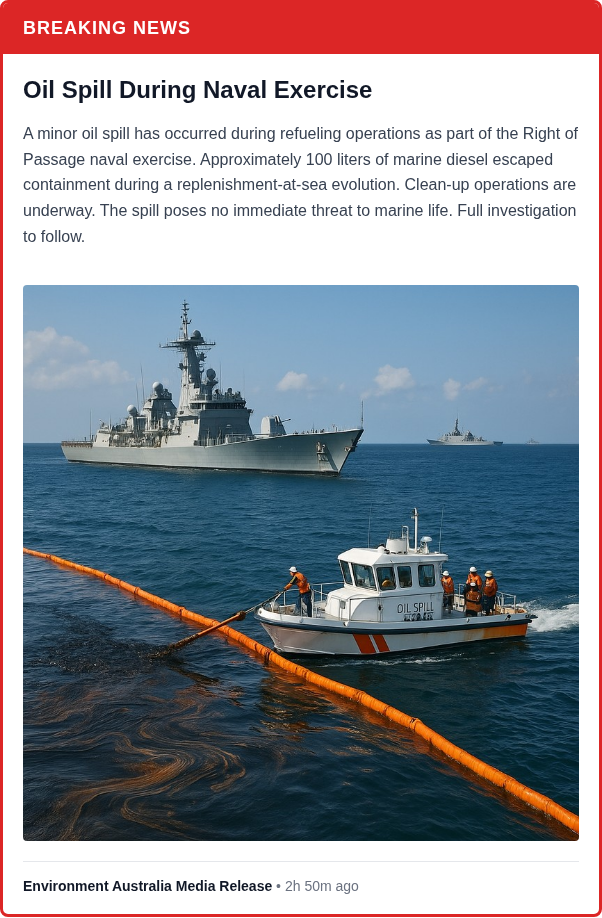 BREAKING NEWS
Oil Spill During Naval Exercise
A minor oil spill has occurred during refueling operations as part of the Right of
Passage naval exercise. Approximately 100 liters of marine diesel escaped
containment during a replenishment-at-sea evolution. Clean-up operations are
underway. The spill poses no immediate threat to marine life. Full investigation
to follow.
OIL SPILL
Environment Australia Media Release • 2h 50m ago